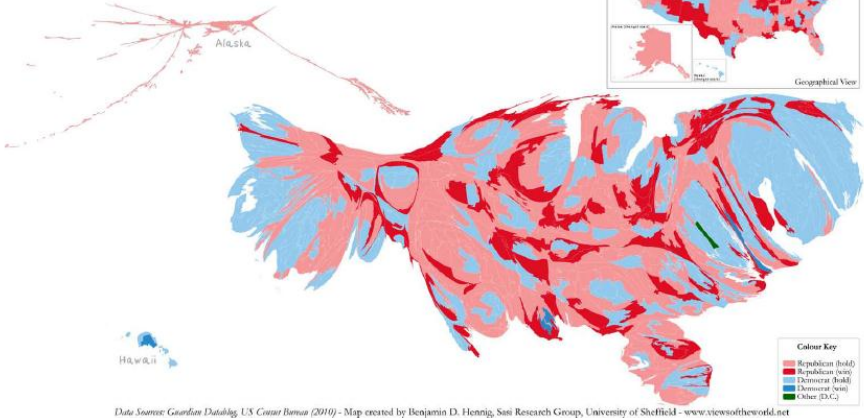 Alaska
Geographical View
Hawaii
Colour Key
Republican (hold)
Republican (win)
Democrat (hold)
Democrat (win)
Other (D.C.)
Data Sources: Guardian Datablog, US Census Bureau (2010) - Map created by Benjamin D. Hennig, Sasi Research Group, University of Sheffield - www.viewsoftheworld.net